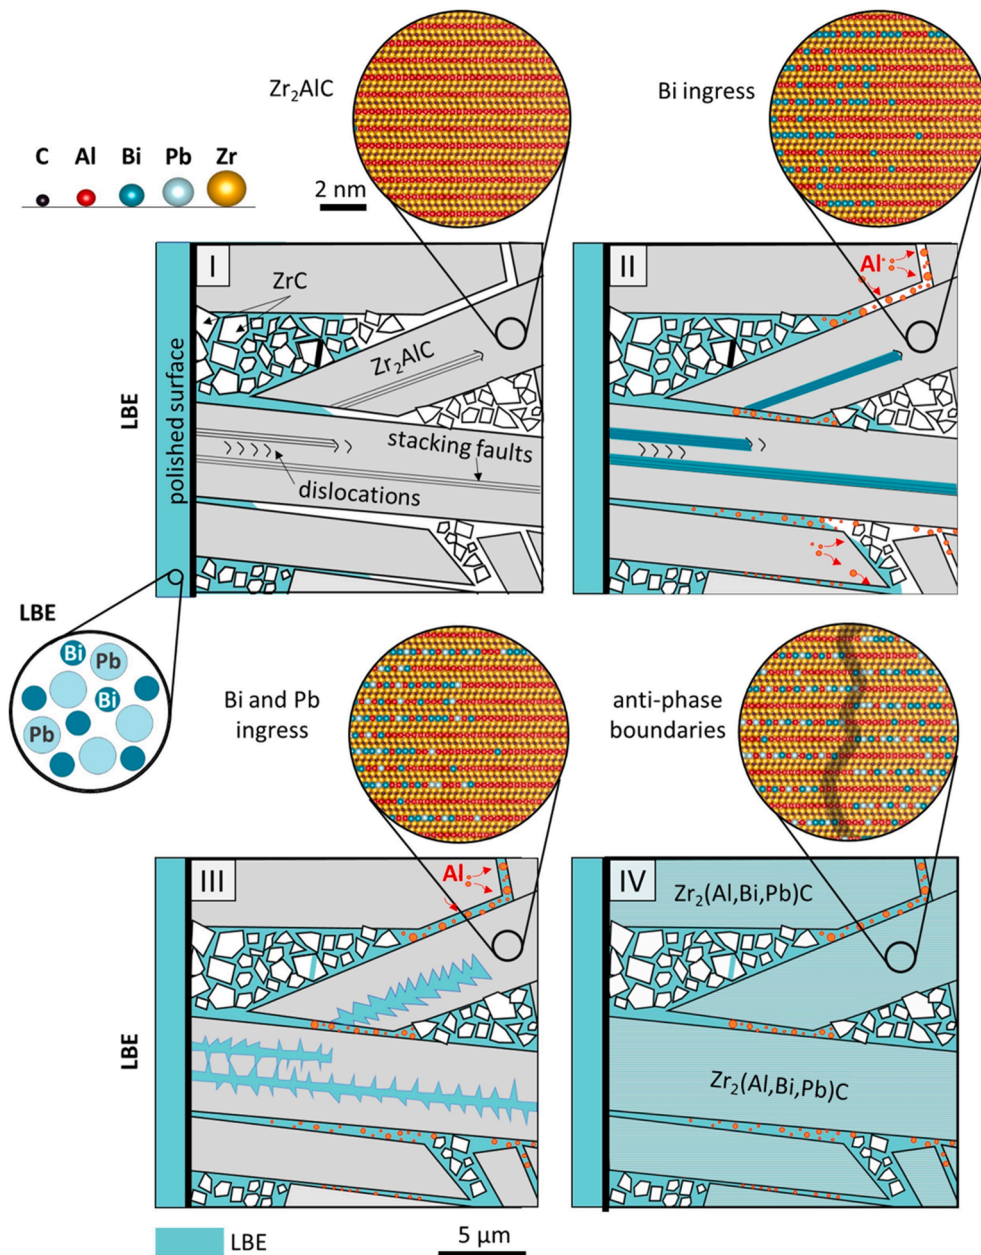 Zr₂AlC
Bi ingress
C Al Bi Pb Zr
2 nm
I
ZrC
Zr₂AlC
LBE
polished surface
stacking faults
dislocations
II
Al
LBE
Bi
Pb
Bi
Pb
Bi and Pb
ingress
anti-phase
boundaries
III
Al
LBE
IV
Zr₂(Al,Bi,Pb)C
Zr₂(Al,Bi,Pb)C
LBE
5 μm